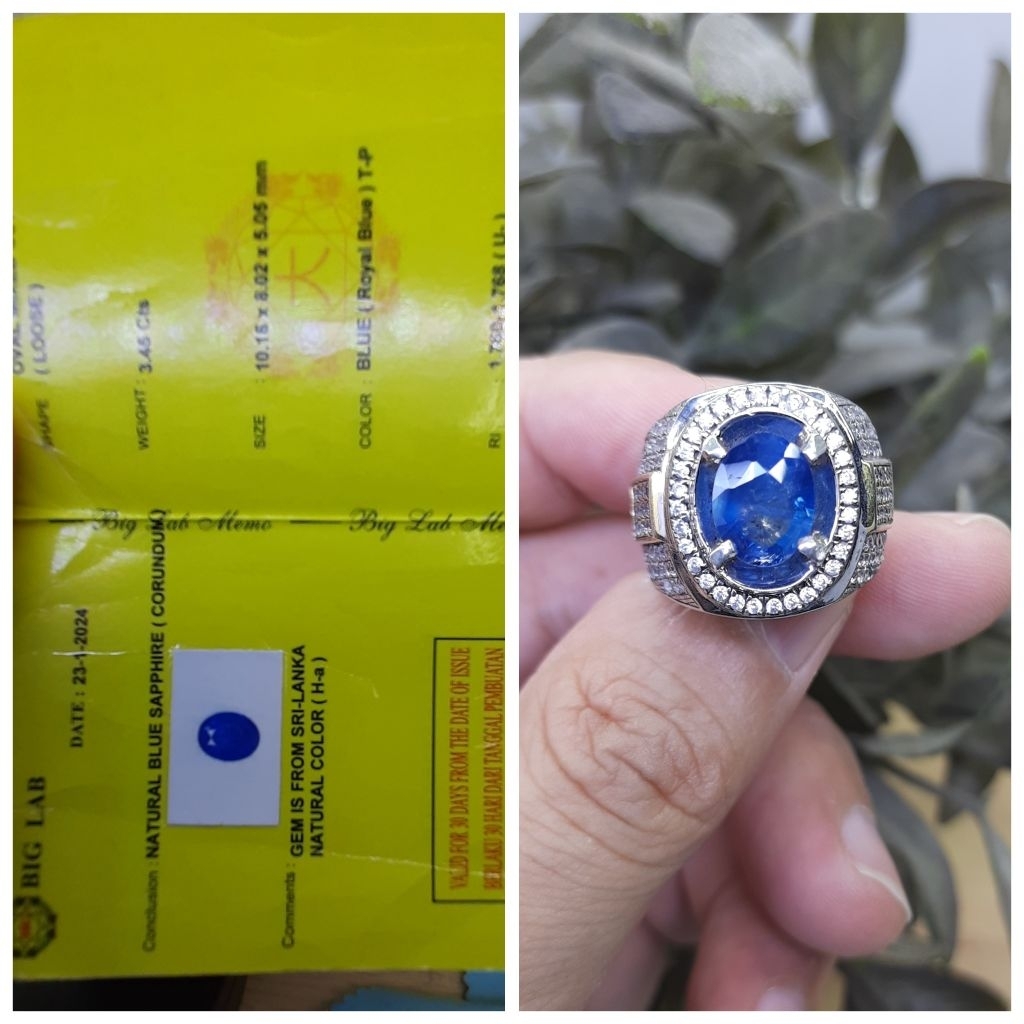 BIG LAB
DATE : 23-1-2024
Conclusion : NATURAL BLUE SAPPHIRE ( CORUNDUM)
Comments : GEM IS FROM SRI-LANKA
NATURAL COLOR ( H-a )
VALID FOR 30 DAYS FROM THE DATE OF ISSUE
BERLAKU 30 HARI DARI TANGGAL PEMBUATAN
Big Lab Memo
Big Lab Me
SHAPE ( LOOSE )
WEIGHT : 3.45 Cts
SIZE : 10.15 x 8.02 x 5.05 mm
COLOR : BLUE ( Royal Blue ) T-P
RI
大